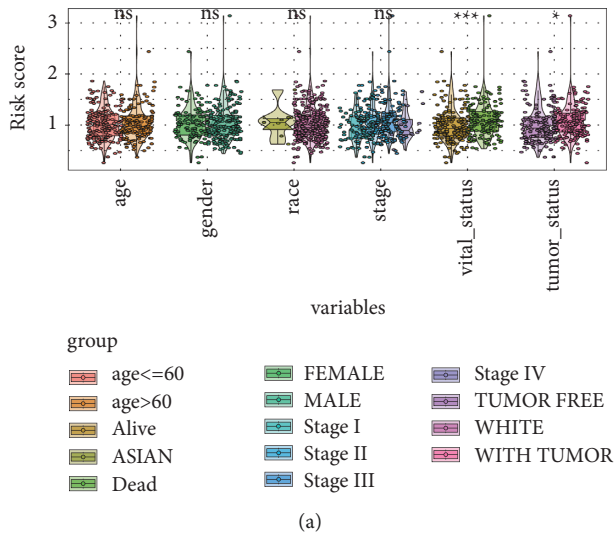 ns ns ns ns *** *
3
2
1
Risk score
age
gender
race
stage
vital_status
tumor_status
variables
group
age<=60
age>60
Alive
ASIAN
Dead
FEMALE
MALE
Stage I
Stage II
Stage III
Stage IV
TUMOR FREE
WHITE
WITH TUMOR
(a)